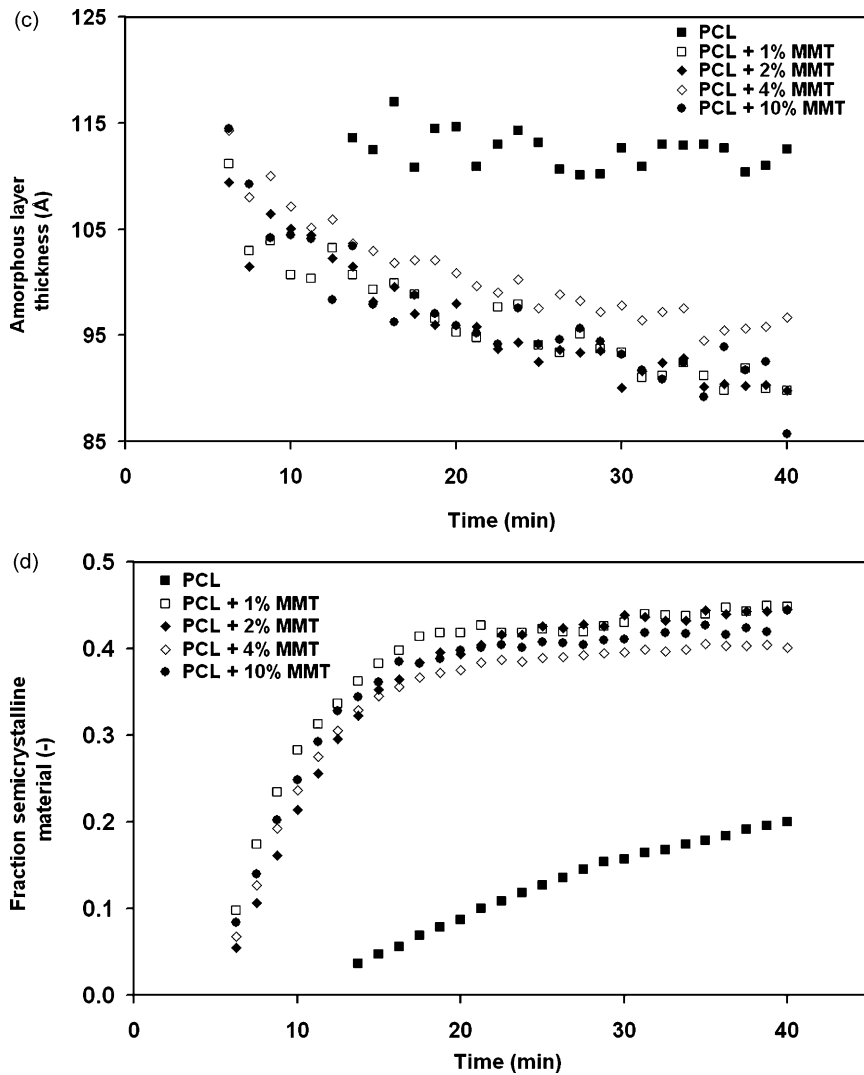 (c)
125
115
105
95
85
Amorphous layer
thickness (Å)
PCL
PCL + 1% MMT
PCL + 2% MMT
PCL + 4% MMT
PCL + 10% MMT
0
10
20
30
40
Time (min)
(d)
0.5
0.4
0.3
0.2
0.1
0.0
Fraction semicrystalline
material (-)
PCL
PCL + 1% MMT
PCL + 2% MMT
PCL + 4% MMT
PCL + 10% MMT
0
10
20
30
40
Time (min)